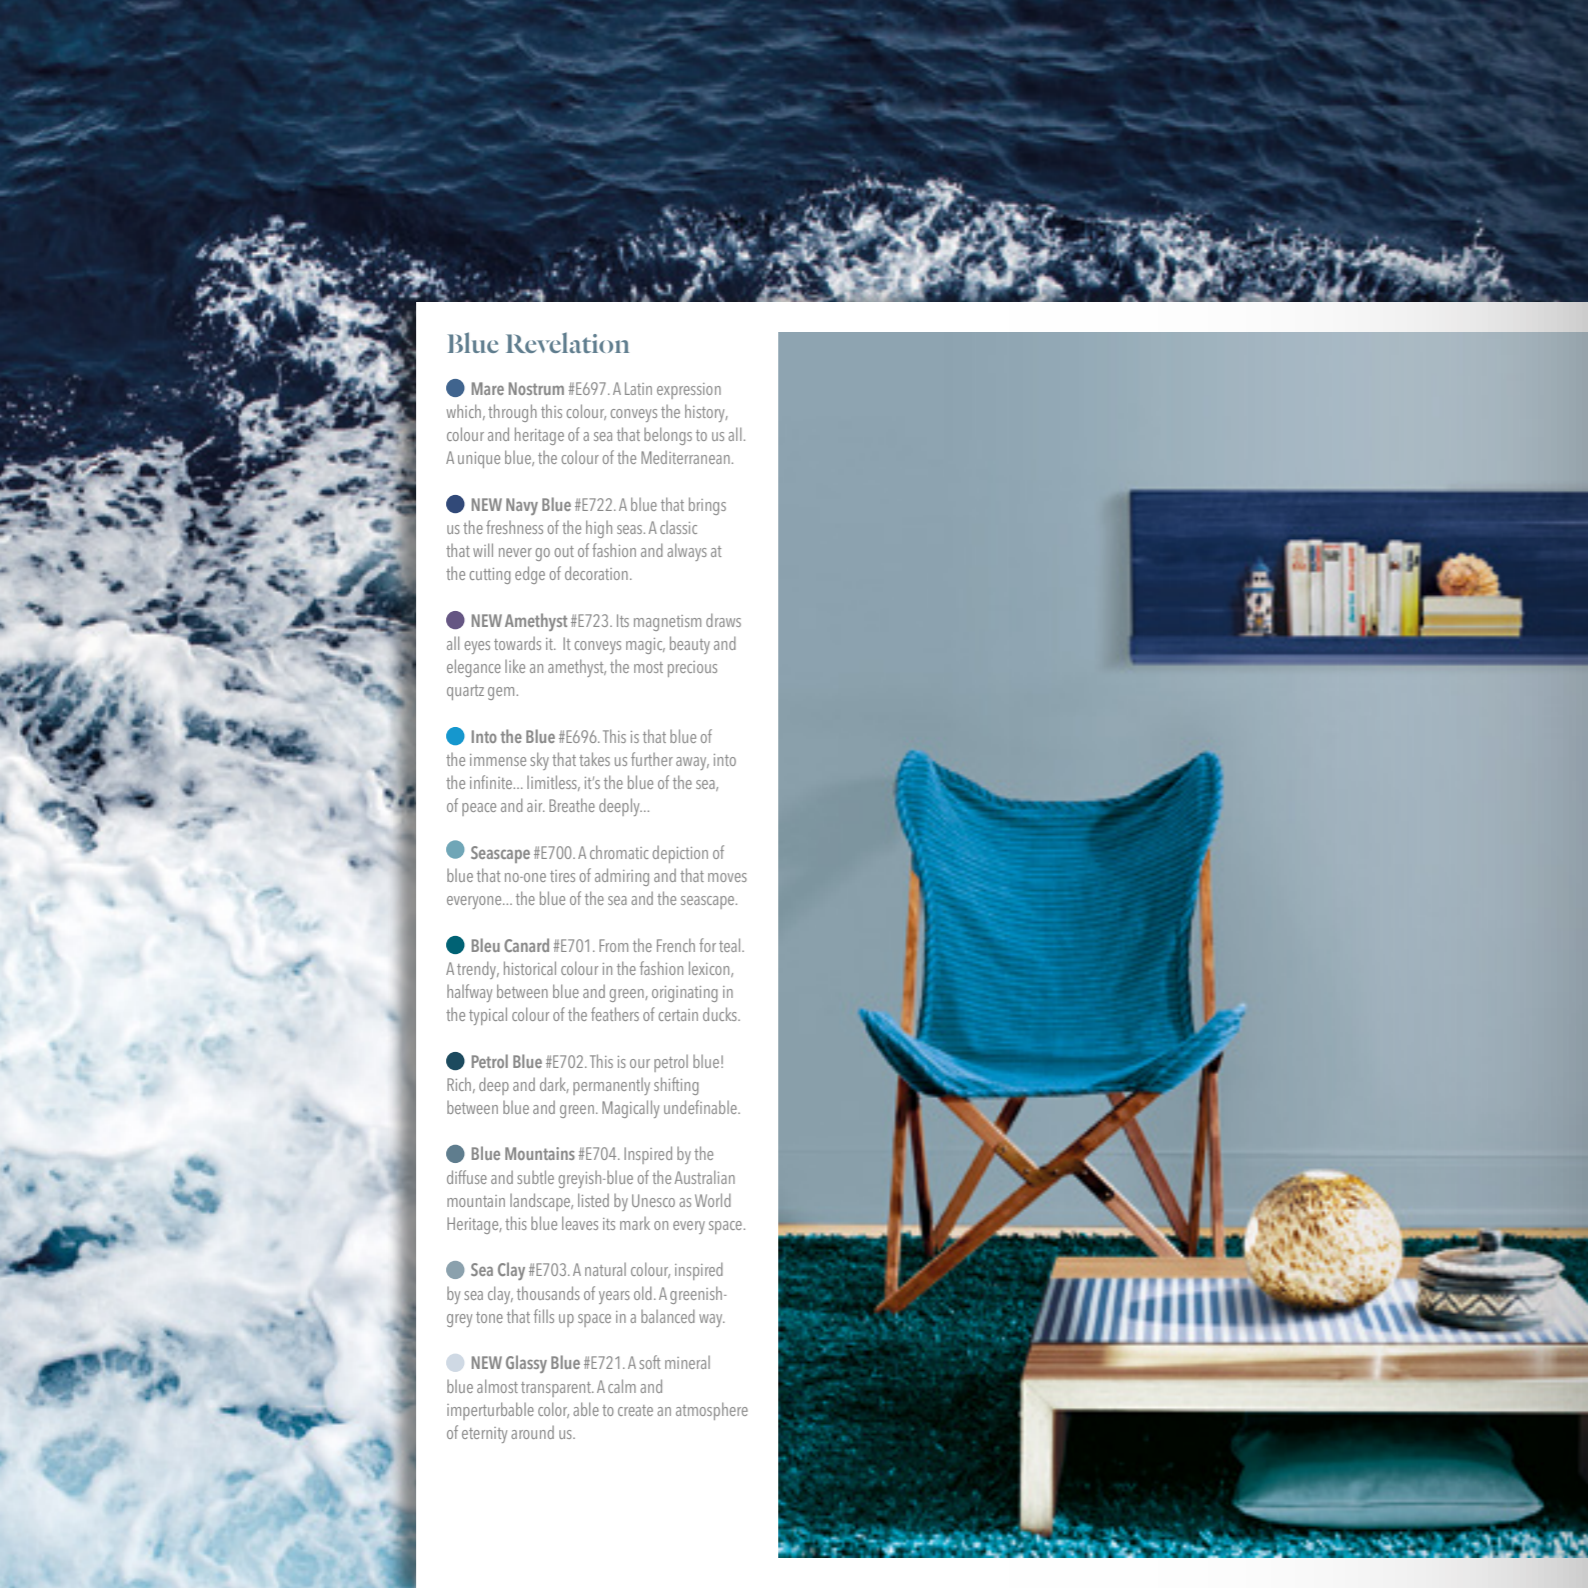 Blue Revelation
Mare Nostrum #E697. A Latin expression
which, through this colour, conveys the history,
colour and heritage of a sea that belongs to us all.
A unique blue, the colour of the Mediterranean.
NEW Navy Blue #E722. A blue that brings
us the freshness of the high seas. A classic
that will never go out of fashion and always at
the cutting edge of decoration.
NEW Amethyst #E723. Its magnetism draws
all eyes towards it. It conveys magic, beauty and
elegance like an amethyst, the most precious
quartz gem.
Into the Blue #E696. This is that blue of
the immense sky that takes us further away, into
the infinite... limitless, it's the blue of the sea,
of peace and air. Breathe deeply...
Seascape #E700. A chromatic depiction of
blue that no-one tires of admiring and that moves
everyone... the blue of the sea and the seascape.
Bleu Canard #E701. From the French for teal.
A trendy, historical colour in the fashion lexicon,
halfway between blue and green, originating in
the typical colour of the feathers of certain ducks.
Petrol Blue #E702. This is our petrol blue!
Rich, deep and dark, permanently shifting
between blue and green. Magically undefinable.
Blue Mountains #E704. Inspired by the
diffuse and subtle greyish-blue of the Australian
mountain landscape, listed by Unesco as World
Heritage, this blue leaves its mark on every space.
Sea Clay #E703. A natural colour, inspired
by sea clay, thousands of years old. A greenish-
grey tone that fills up space in a balanced way.
NEW Glassy Blue #E721. A soft mineral
blue almost transparent. A calm and
imperturbable color, able to create an atmosphere
of eternity around us.